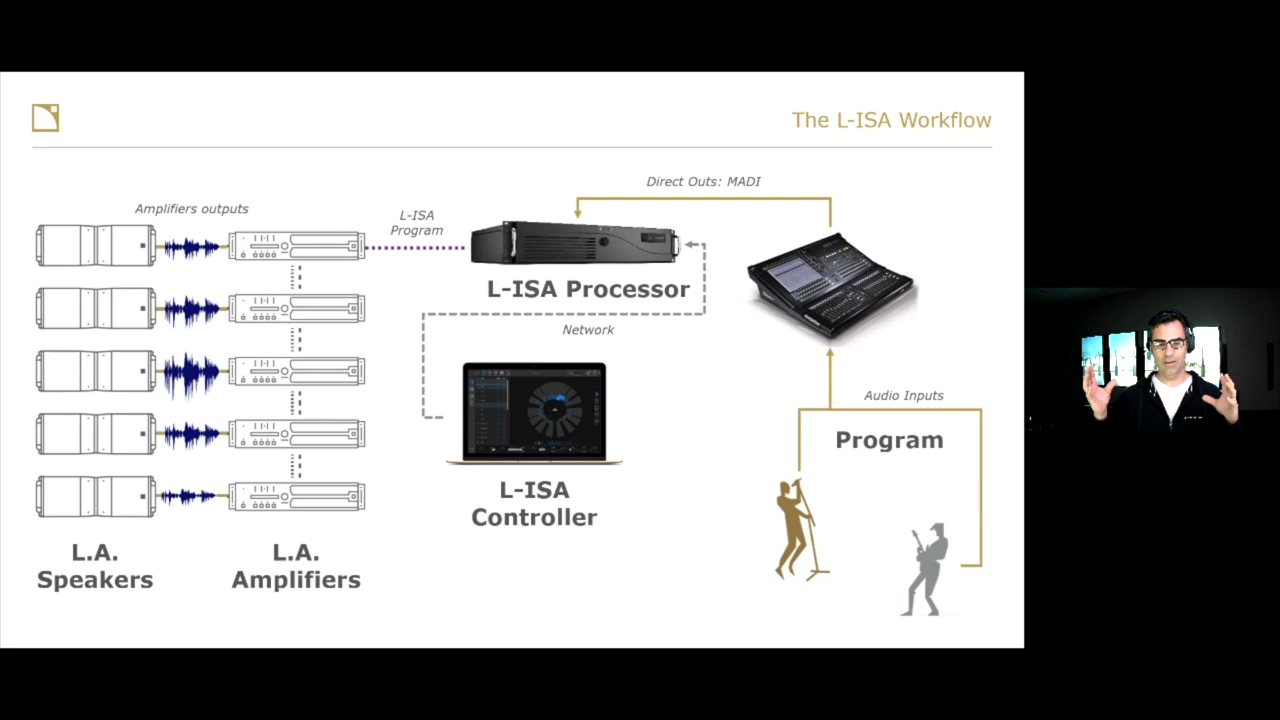 The L-ISA Workflow
Direct Outs: MADI
Amplifiers outputs
L-ISA
Program
L-ISA Processor
Network
Audio Inputs
Program
L-ISA
Controller
L.A.
Speakers
L.A.
Amplifiers